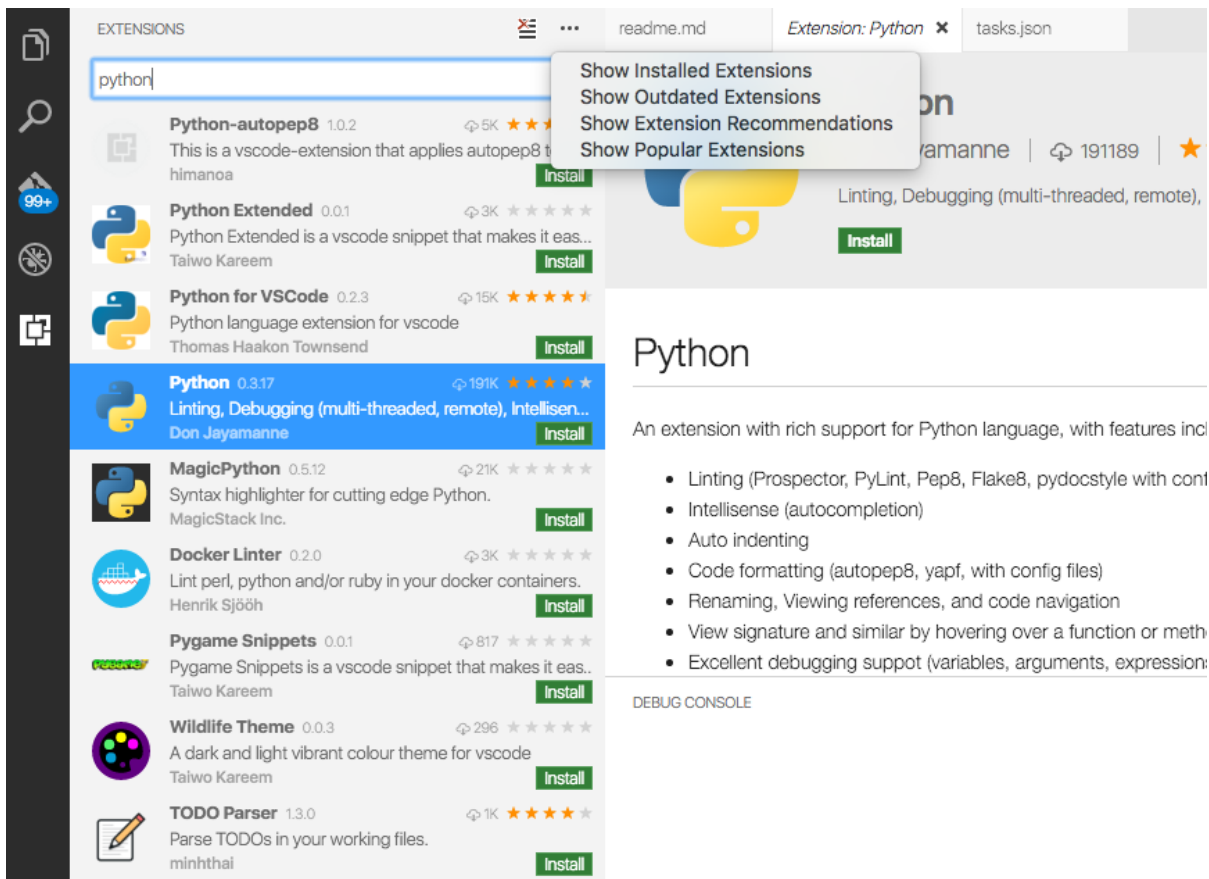 EXTENSIONS
python
99+
Python-autopep8 1.0.2 5K
This is a vscode-extension that applies autopep8
himanoa Install
Python Extended 0.0.1 3K
Python Extended is a vscode snippet that makes it eas...
Taiwo Kareem Install
Python for VSCode 0.2.3 15K
Python language extension for vscode
Thomas Haakon Townsend Install
Python 0.3.17 191K
Linting, Debugging (multi-threaded, remote), Intellisen...
Don Jayamanne Install
MagicPython 0.5.12 21K
Syntax highlighter for cutting edge Python.
MagicStack Inc. Install
Docker Linter 0.2.0 3K
Lint perl, python and/or ruby in your docker containers.
Henrik Sjööh Install
Pygame Snippets 0.0.1 817
Pygame Snippets is a vscode snippet that makes it eas..
Taiwo Kareem Install
Wildlife Theme 0.0.3 296
A dark and light vibrant colour theme for vscode
Taiwo Kareem Install
TODO Parser 1.3.0 1K
Parse TODOs in your working files.
minhthai Install
readme.md Extension: Python tasks.json
Show Installed Extensions
Show Outdated Extensions
Show Extension Recommendations
Show Popular Extensions
on
yamanne 191189
Linting, Debugging (multi-threaded, remote),
Install
Python
An extension with rich support for Python language, with features incl
• Linting (Prospector, PyLint, Pep8, Flake8, pydocstyle with conf
• Intellisense (autocompletion)
• Auto indenting
• Code formatting (autopep8, yapf, with config files)
• Renaming, Viewing references, and code navigation
• View signature and similar by hovering over a function or meth
• Excellent debugging suppot (variables, arguments, expressions
DEBUG CONSOLE